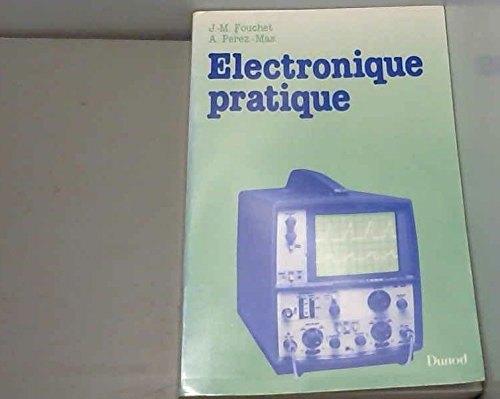 J.-M. Fouchet
A. Perez-Mas
Electronique
pratique
Dunod